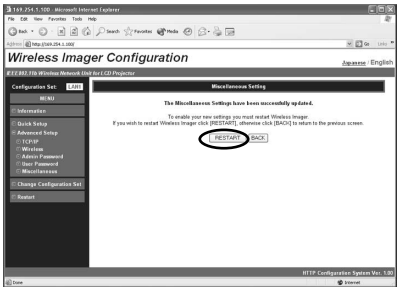 169.254.1.100 - Microsoft Internet Explorer
File Edit View Favorites Tools Help
Back Search Favorites Media
Address http://169.254.1.100/ Go Links
Wireless Imager Configuration
Japanese / English
IEEE802.11b Wireless Network Unit for LCD Projector
Configuration Set: LAN1
MENU
Information
Quick Setup
Advanced Setup
TCP/IP
Wireless
Admin Password
User Password
Miscellaneous
Change Configuration Set
Restart
Miscellaneous Setting
The Miscellaneous Settings have been successfully updated.
To enable your new settings you must restart Wireless Imager.
If you wish to restart Wireless Imager click [RESTART], otherwise click [BACK] to return to the previous screen.
RESTART BACK
HTTP Configuration System Ver. 1.00
Done Internet